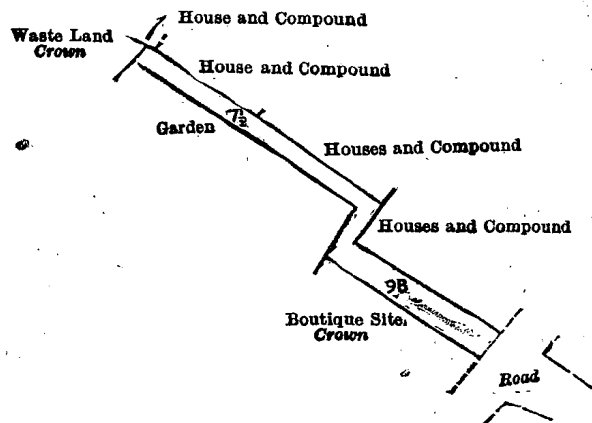 House and Compound
Waste Land
Crown
House and Compound
7½
Garden
Houses and Compound
Houses and Compound
9B
Boutique Site.
Crown
Road